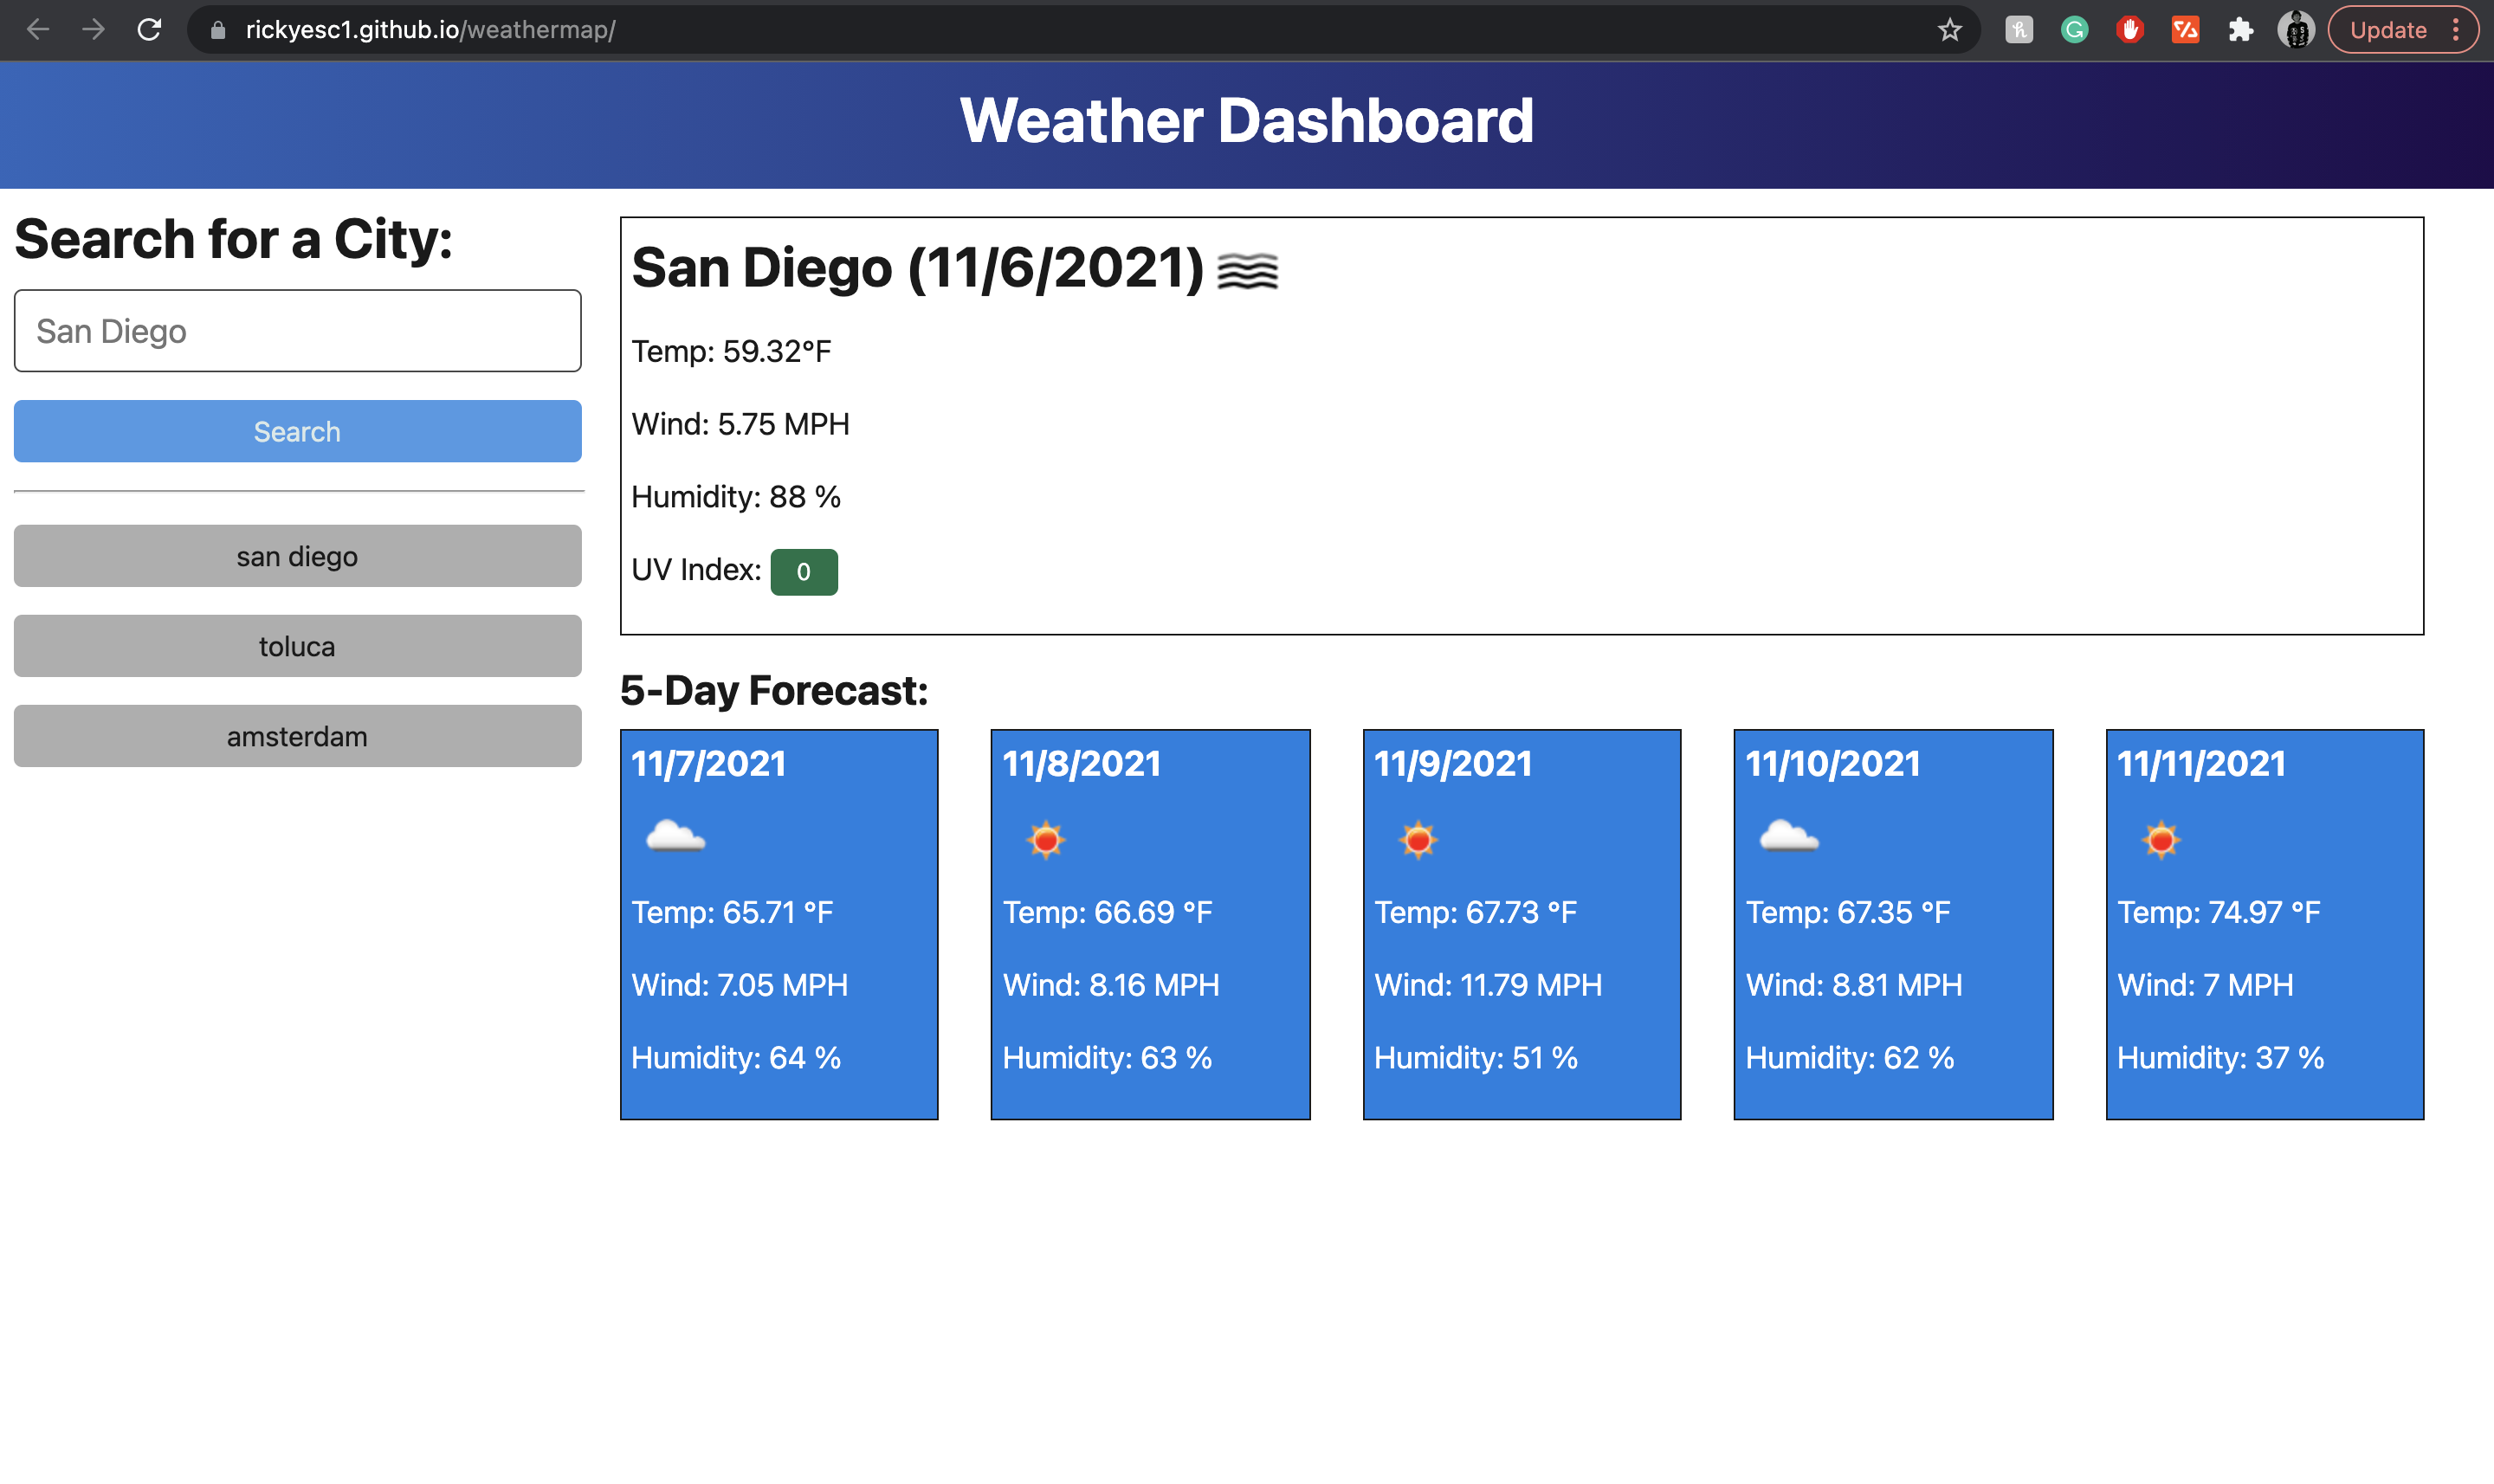 rickyesc1.github.io/weathermap/
Update
Weather Dashboard
Search for a City:
San Diego
Search
san diego
toluca
amsterdam
San Diego (11/6/2021)
Temp: 59.32°F
Wind: 5.75 MPH
Humidity: 88 %
UV Index: 0
5-Day Forecast:
11/7/2021
Temp: 65.71 °F
Wind: 7.05 MPH
Humidity: 64 %
11/8/2021
Temp: 66.69 °F
Wind: 8.16 MPH
Humidity: 63 %
11/9/2021
Temp: 67.73 °F
Wind: 11.79 MPH
Humidity: 51 %
11/10/2021
Temp: 67.35 °F
Wind: 8.81 MPH
Humidity: 62 %
11/11/2021
Temp: 74.97 °F
Wind: 7 MPH
Humidity: 37 %